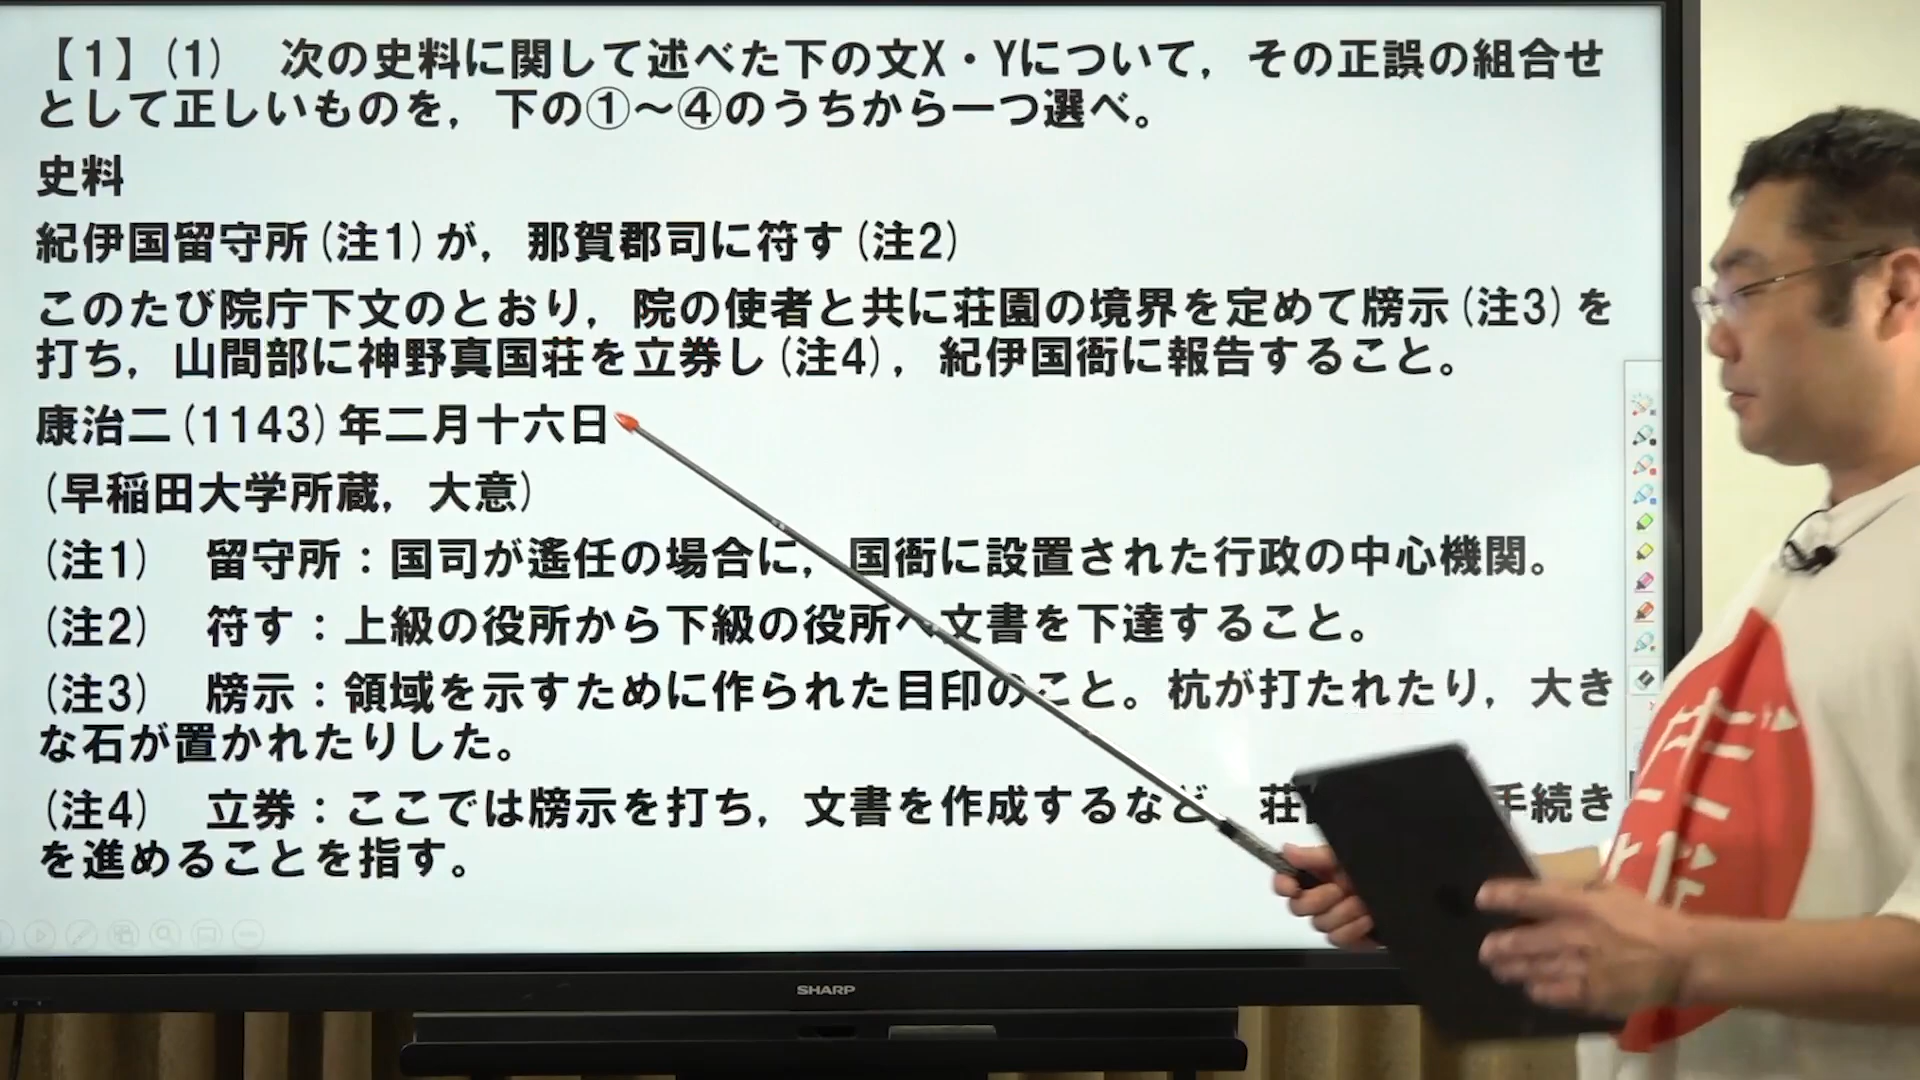 【1】(1)　次の史料に関して述べた下の文X・Yについて，その正誤の組合せ
として正しいものを，下の①～④のうちから一つ選べ。
史料
紀伊国留守所(注1)が，那賀郡司に符す(注2)
このたび院庁下文のとおり，院の使者と共に荘園の境界を定めて牓示(注3)を
打ち，山間部に神野真国荘を立券し(注4)，紀伊国衙に報告すること。
康治二(1143)年二月十六日
(早稲田大学所蔵，大意)
(注1)　留守所：国司が遙任の場合に，国衙に設置された行政の中心機関。
(注2)　符す：上級の役所から下級の役所へ文書を下達すること。
(注3)　牓示：領域を示すために作られた目印のこと。杭が打たれたり，大き
な石が置かれたりした。
(注4)　立券：ここでは牓示を打ち，文書を作成するなど　荘　手続き
を進めることを指す。
SHARP